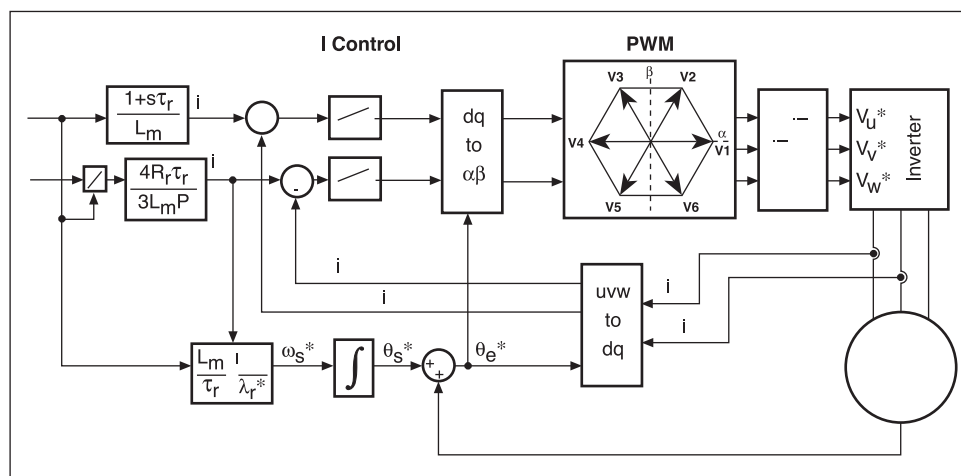 I Control
PWM
1+sτr
Lm
i
4Rrτr
3LmP
i
-
dq
to
αβ
V3
β
V2
V4
α
V1
V5
V6
i
i
Vu*
Vv*
Vw*
Inverter
i
i
uvw
to
dq
i
i
Lm
τr
i
λr*
ωs*
∫
θs*
+
+
θe*